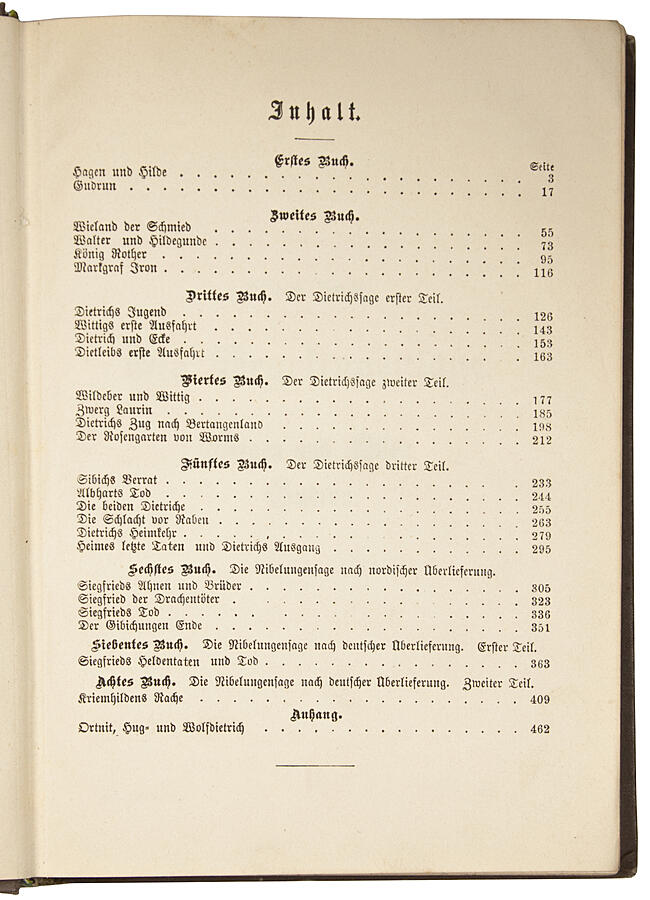 Inhalt.
Erstes Buch.
Seite
Hagen und Hilde . . . . . . . . . . . . . . . . . . 3
Gudrun . . . . . . . . . . . . . . . . . . . . . 17
Zweites Buch.
Wieland der Schmied . . . . . . . . . . . . . . . . 55
Walter und Hildegunde . . . . . . . . . . . . . . . . 73
König Rother . . . . . . . . . . . . . . . . . . 95
Markgraf Iron . . . . . . . . . . . . . . . . . . 116
Drittes Buch. Der Dietrichsage erster Teil.
Dietrichs Jugend . . . . . . . . . . . . . . . . . 126
Wittigs erste Ausfahrt . . . . . . . . . . . . . . . . 143
Dietrich und Ecke . . . . . . . . . . . . . . . . . 153
Dietleibs erste Ausfahrt . . . . . . . . . . . . . . . . 163
Viertes Buch. Der Dietrichsage zweiter Teil.
Wildeber und Wittig . . . . . . . . . . . . . . . . 177
Zwerg Laurin . . . . . . . . . . . . . . . . . . 185
Dietrichs Zug nach Bertangenland . . . . . . . . . . . . . 198
Der Rosengarten von Worms . . . . . . . . . . . . . . 212
Fünftes Buch. Der Dietrichsage dritter Teil.
Sibichs Verrat . . . . . . . . . . . . . . . . . . 233
Albharts Tod . . . . . . . . . . . . . . . . . . 244
Die beiden Dietriche . . . . . . . . . . . . . . . . 255
Die Schlacht vor Raben . . . . . . . . . . . . . . . 263
Dietrichs Heimkehr . . . . . . . . . . . . . . . . . 279
Heimes letzte Taten und Dietrichs Ausgang . . . . . . . . . . 295
Sechstes Buch. Die Nibelungensage nach nordischer Überlieferung.
Siegfrieds Ahnen und Brüder . . . . . . . . . . . . . . 305
Siegfried der Drachentöter . . . . . . . . . . . . . . . 323
Siegfrieds Tod . . . . . . . . . . . . . . . . . . 336
Der Gibichungen Ende . . . . . . . . . . . . . . . . 351
Siebentes Buch. Die Nibelungensage nach deutscher Überlieferung. Erster Teil.
Siegfrieds Heldentaten und Tod . . . . . . . . . . . . . 363
Achtes Buch. Die Nibelungensage nach deutscher Überlieferung. Zweiter Teil.
Kriemhildens Rache . . . . . . . . . . . . . . . . 409
Anhang.
Ortnit, Hug- und Wolfdietrich . . . . . . . . . . . . . 462